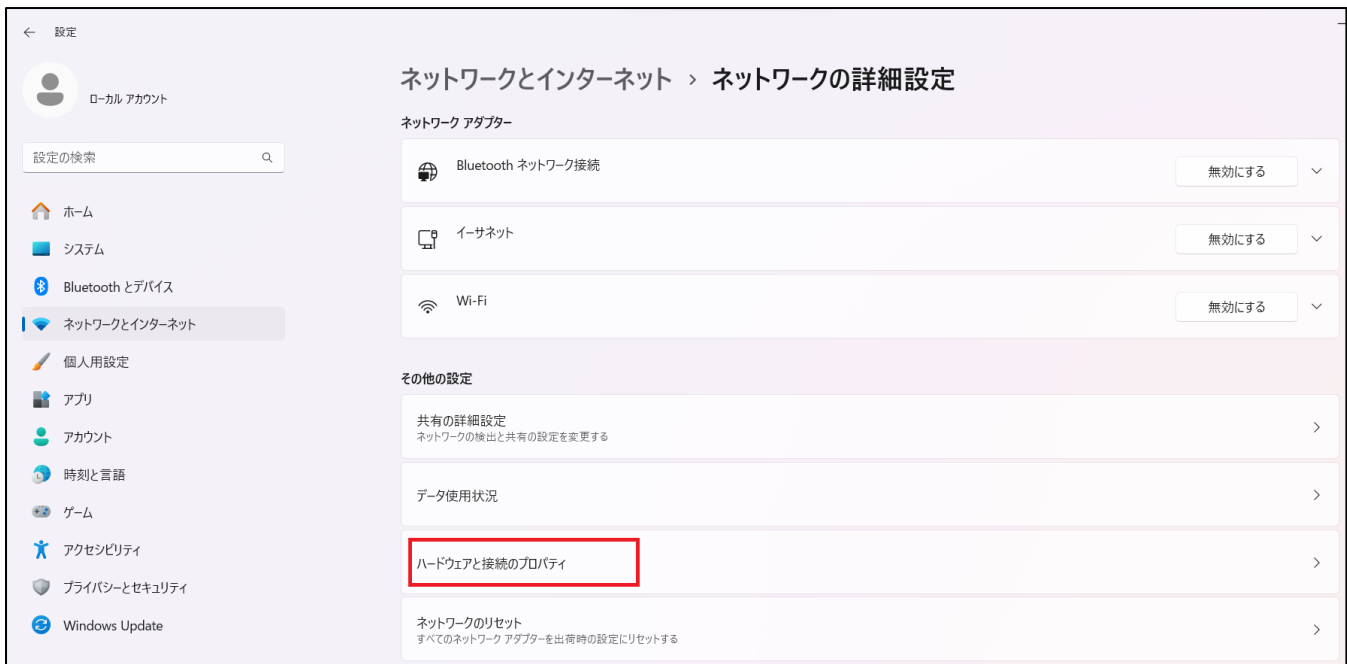 設定
ローカル アカウント
設定の検索
ホーム
システム
Bluetooth とデバイス
ネットワークとインターネット
個人用設定
アプリ
アカウント
時刻と言語
ゲーム
アクセシビリティ
プライバシーとセキュリティ
Windows Update
ネットワークとインターネット › ネットワークの詳細設定
ネットワーク アダプター
Bluetooth ネットワーク接続
無効にする
イーサネット
無効にする
Wi-Fi
無効にする
その他の設定
共有の詳細設定
ネットワークの検出と共有の設定を変更する
データ使用状況
ハードウェアと接続のプロパティ
ネットワークのリセット
すべてのネットワーク アダプターを出荷時の設定にリセットする